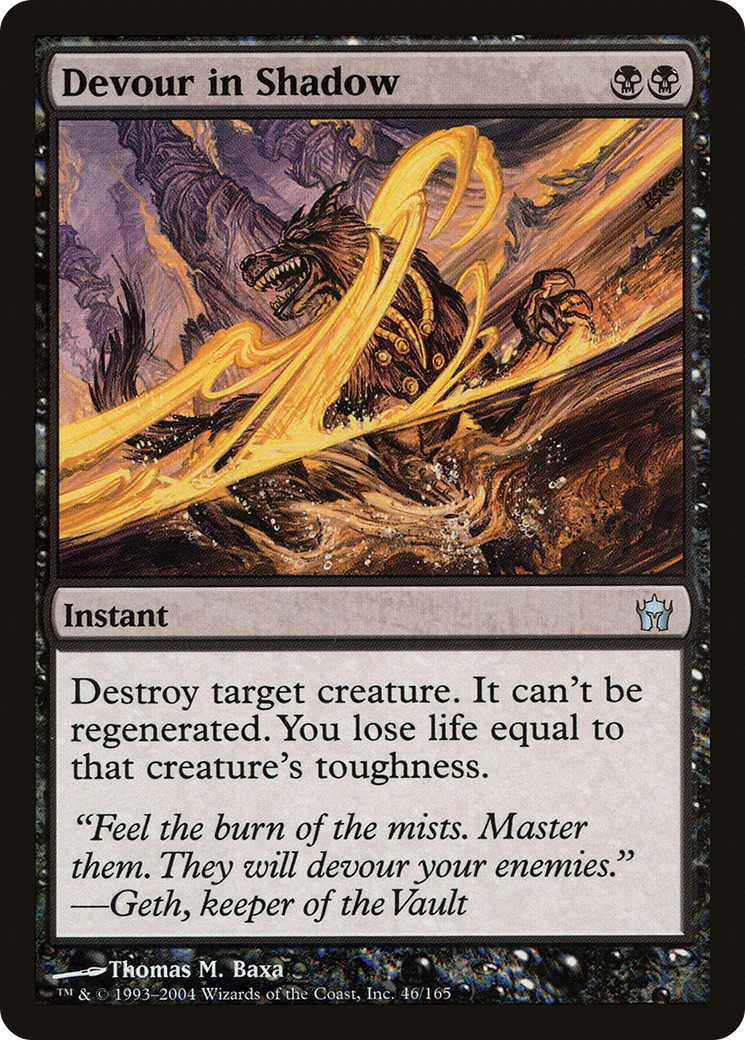 Devour in Shadow
Instant
Destroy target creature. It can't be
regenerated. You lose life equal to
that creature's toughness.
"Feel the burn of the mists. Master
them. They will devour your enemies."
—Geth, keeper of the Vault
Thomas M. Baxa
™ & © 1993–2004 Wizards of the Coast, Inc. 46/165